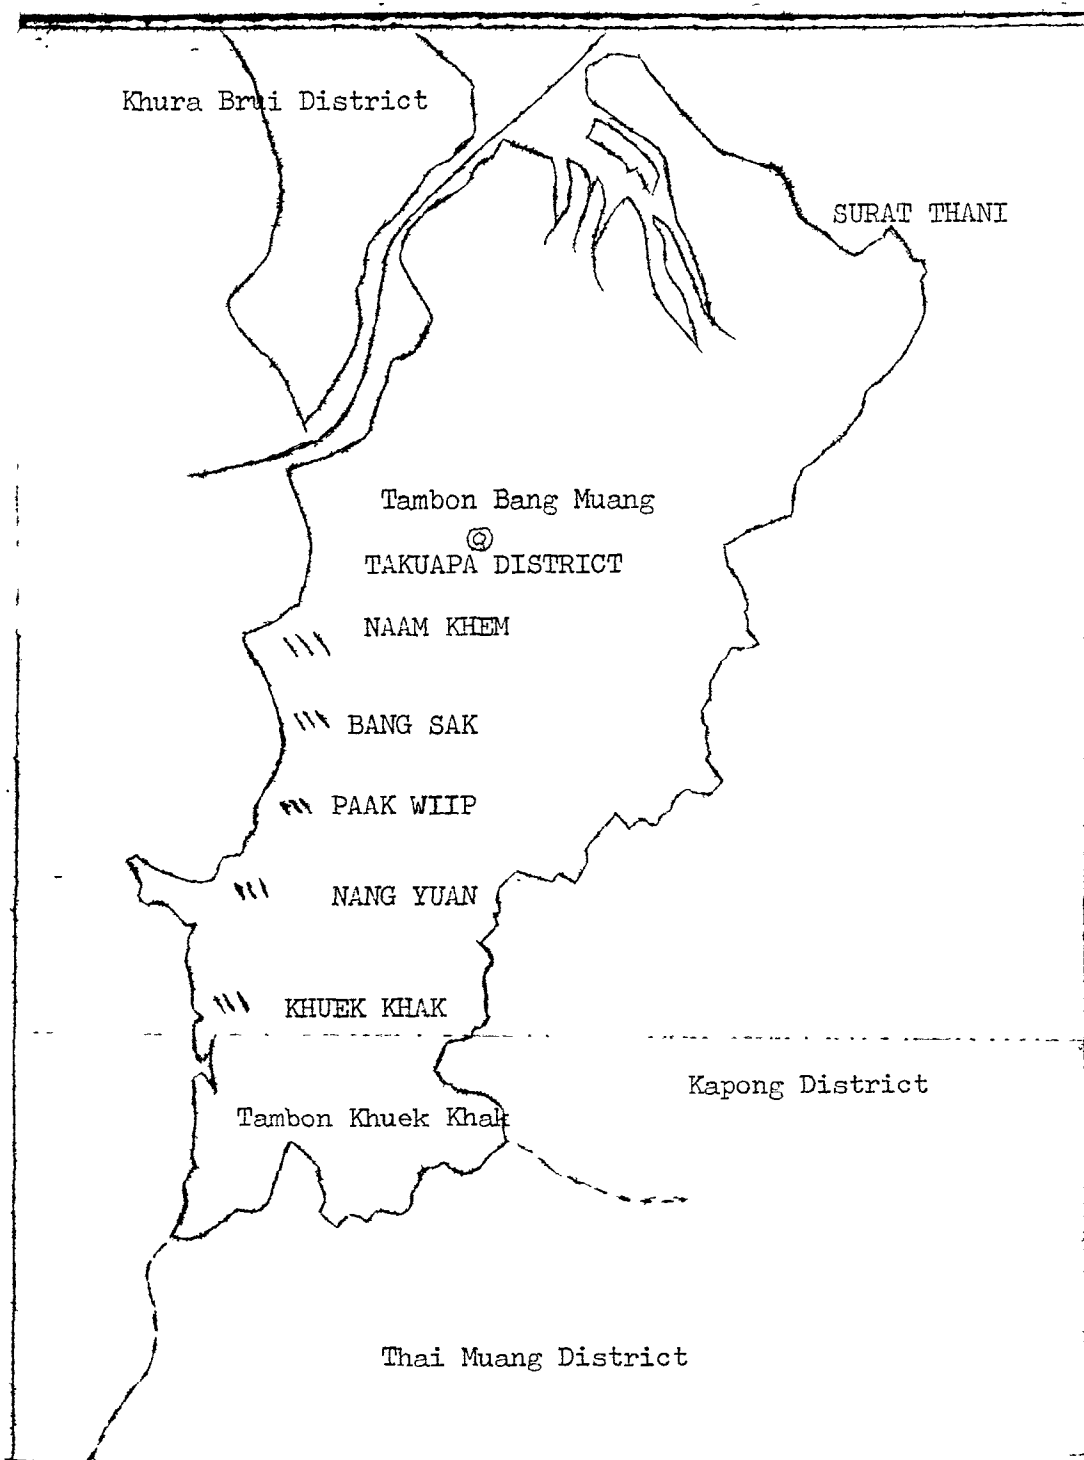 Khura Brui District
SURAT THANI
Tambon Bang Muang
TAKUAPA DISTRICT
NAAM KHEM
BANG SAK
PAAK WIIP
NANG YUAN
KHUEK KHAK
Kapong District
Tambon Khuek Khak
Thai Muang District